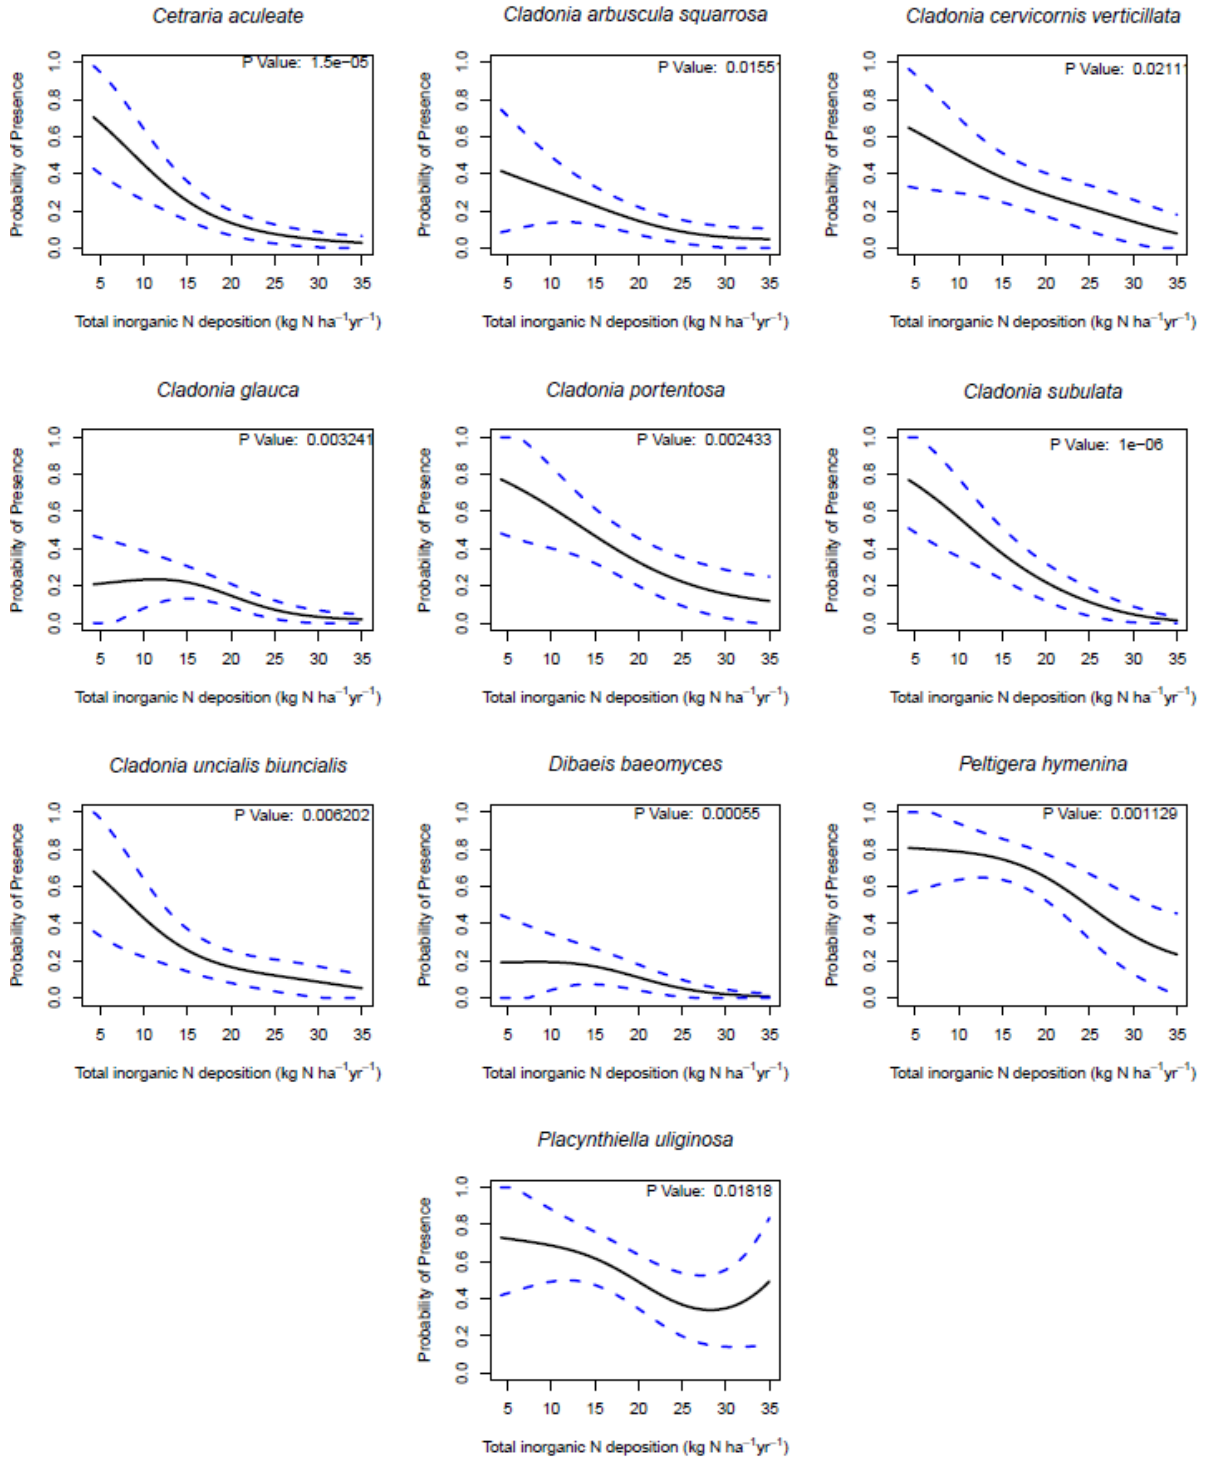 Cetraria aculeate
Cladonia arbuscula squarrosa
Cladonia cervicornis verticillata
P Value: 1.5e−05
P Value: 0.01551
P Value: 0.02111
Probability of Presence
0.0 0.2 0.4 0.6 0.8 1.0
Probability of Presence
0.0 0.2 0.4 0.6 0.8 1.0
Probability of Presence
0.0 0.2 0.4 0.6 0.8 1.0
5 10 15 20 25 30 35
5 10 15 20 25 30 35
5 10 15 20 25 30 35
Total inorganic N deposition (kg N ha⁻¹yr⁻¹)
Total inorganic N deposition (kg N ha⁻¹yr⁻¹)
Total inorganic N deposition (kg N ha⁻¹yr⁻¹)
Cladonia glauca
Cladonia portentosa
Cladonia subulata
P Value: 0.003241
P Value: 0.002433
P Value: 1e−06
Probability of Presence
0.0 0.2 0.4 0.6 0.8 1.0
Probability of Presence
0.0 0.2 0.4 0.6 0.8 1.0
Probability of Presence
0.0 0.2 0.4 0.6 0.8 1.0
5 10 15 20 25 30 35
5 10 15 20 25 30 35
5 10 15 20 25 30 35
Total inorganic N deposition (kg N ha⁻¹yr⁻¹)
Total inorganic N deposition (kg N ha⁻¹yr⁻¹)
Total inorganic N deposition (kg N ha⁻¹yr⁻¹)
Cladonia uncialis biuncialis
Dibaeis baeomyces
Peltigera hymenina
P Value: 0.006202
P Value: 0.00055
P Value: 0.001129
Probability of Presence
0.0 0.2 0.4 0.6 0.8 1.0
Probability of Presence
0.0 0.2 0.4 0.6 0.8 1.0
Probability of Presence
0.0 0.2 0.4 0.6 0.8 1.0
5 10 15 20 25 30 35
5 10 15 20 25 30 35
5 10 15 20 25 30 35
Total inorganic N deposition (kg N ha⁻¹yr⁻¹)
Total inorganic N deposition (kg N ha⁻¹yr⁻¹)
Total inorganic N deposition (kg N ha⁻¹yr⁻¹)
Placynthiella uliginosa
P Value: 0.01818
Probability of Presence
0.0 0.2 0.4 0.6 0.8 1.0
5 10 15 20 25 30 35
Total inorganic N deposition (kg N ha⁻¹yr⁻¹)